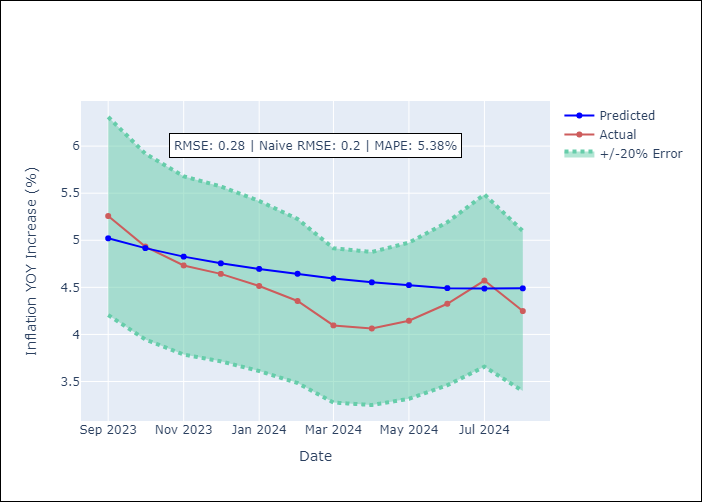 Predicted
Actual
+/-20% Error
RMSE: 0.28 | Naive RMSE: 0.2 | MAPE: 5.38%
Inflation YOY Increase (%)
6
5.5
5
4.5
4
3.5
Sep 2023
Nov 2023
Jan 2024
Mar 2024
May 2024
Jul 2024
Date